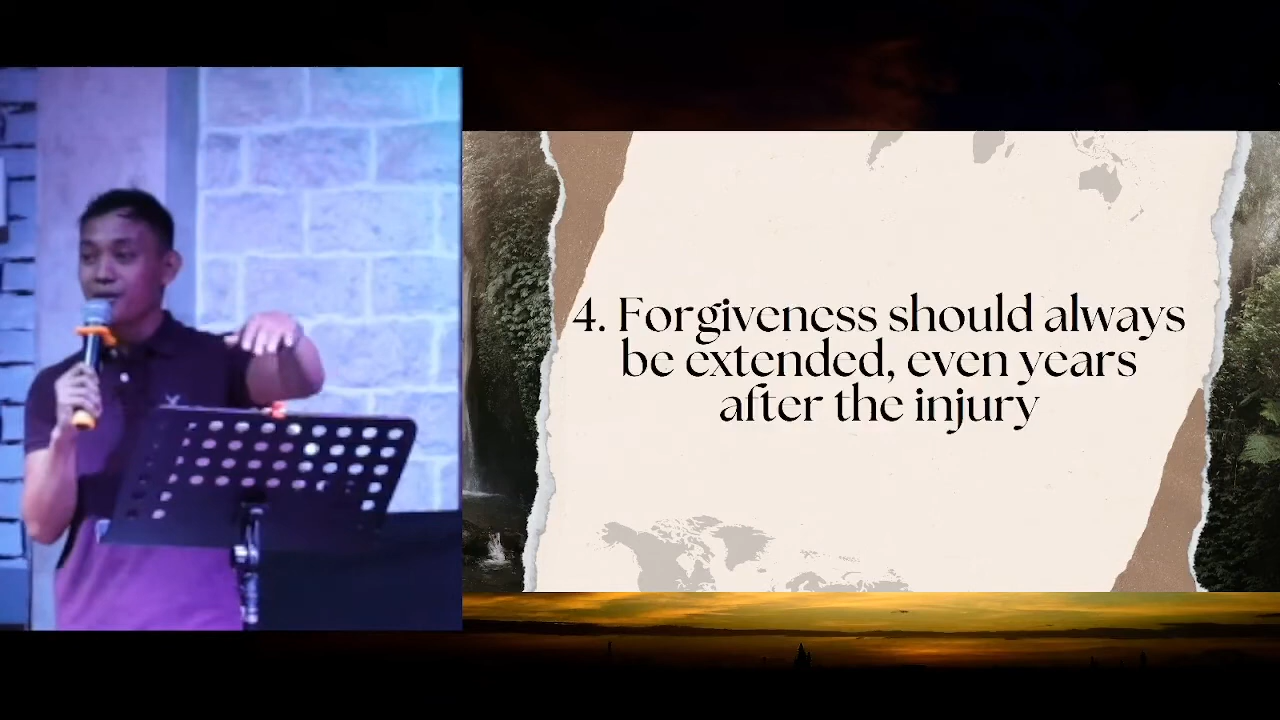 4. Forgiveness should always
be extended, even years
after the injury